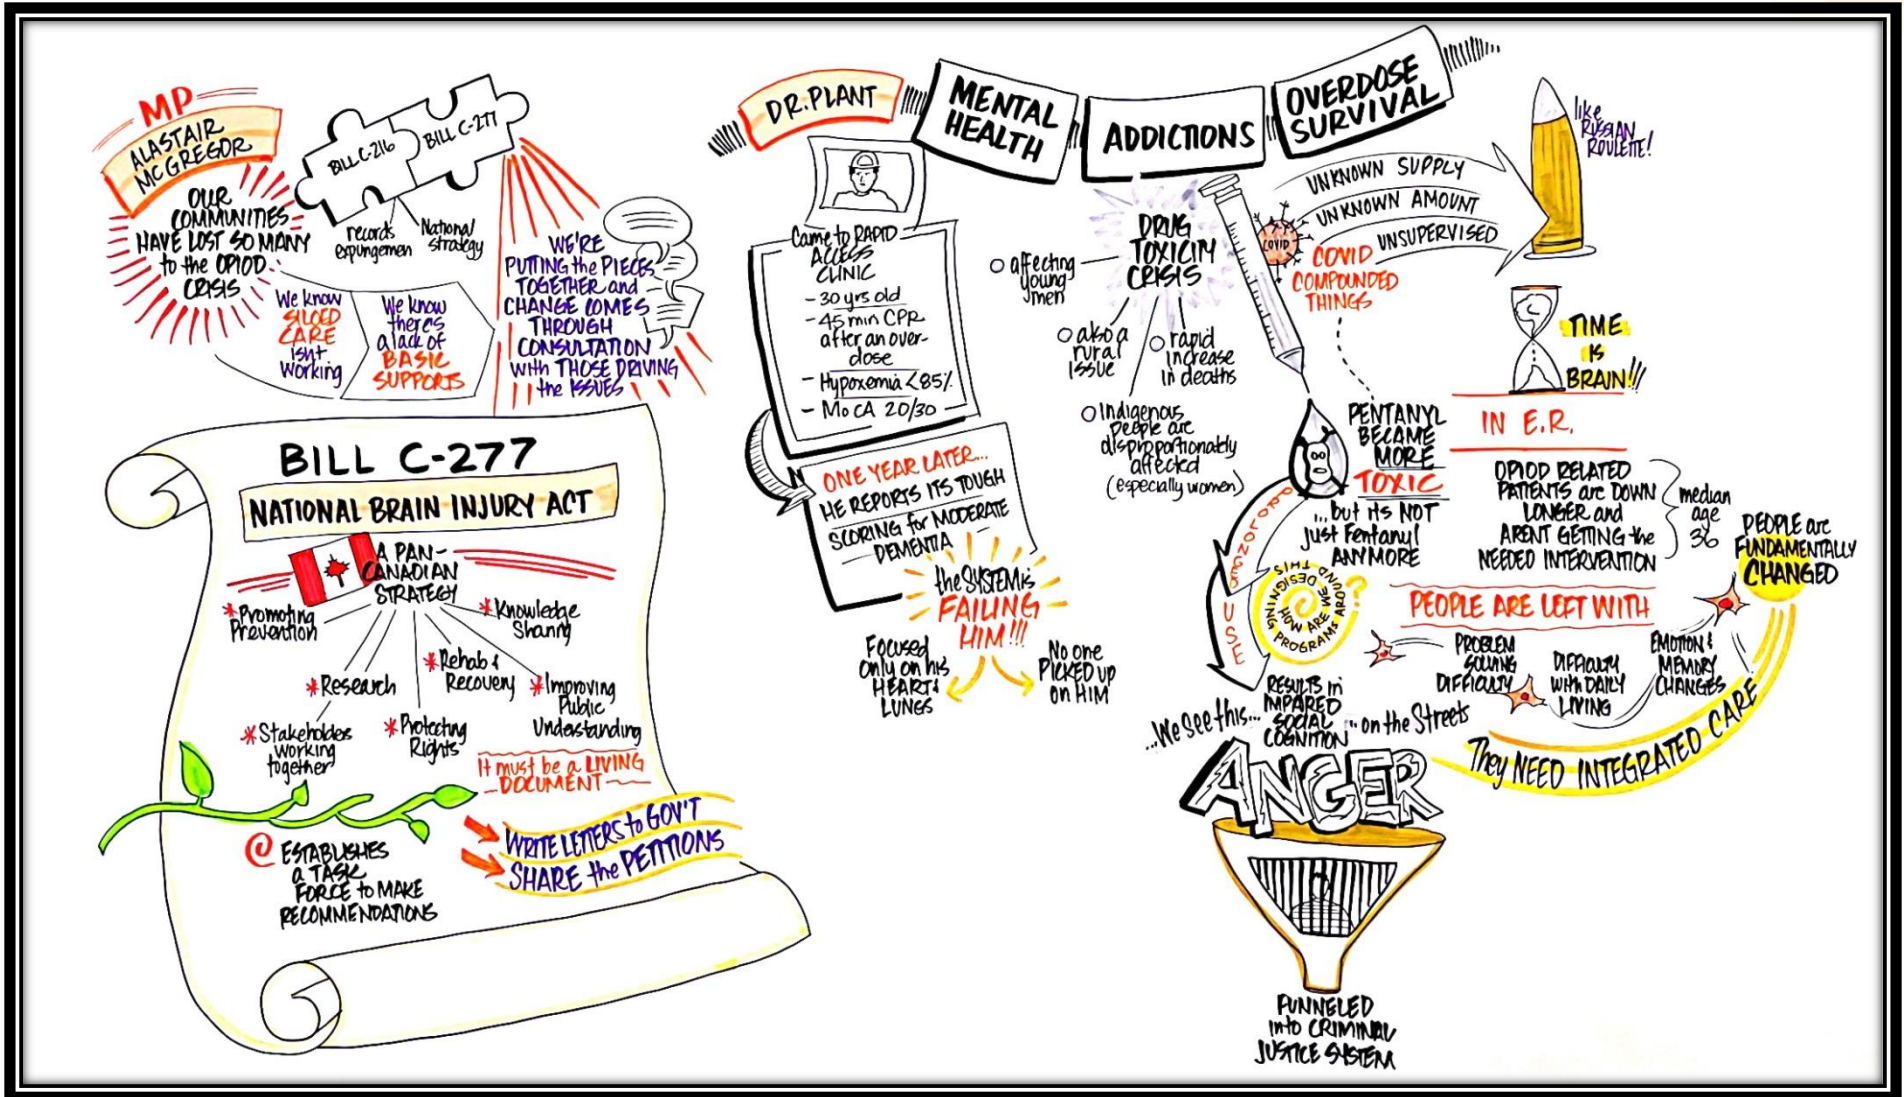 MP
ALASTAIR
MCGREGOR
OUR
COMMUNITIES
HAVE LOST SO MANY
to the OPIOD
CRISIS
BILL C-216
BILL C-277
records
expungemen
National
strategy
We know
SILOED
CARE
isn't
working
We know
there's
a lack of
BASIC
SUPPORTS
WE'RE
PUTTING the PIECES
TOGETHER and
CHANGE COMES
THROUGH
CONSULTATION
with THOSE DRIVING
the ISSUES
BILL C-277
NATIONAL BRAIN INJURY ACT
A PAN-
CANADIAN
STRATEGY
* Promoting
Prevention
* Knowledge
Sharing
* Research
* Rehab &
Recovery
* Improving
Public
Understanding
* Stakeholdes
working
together
* Protecting
Rights
It must be a LIVING
DOCUMENT
@ ESTABLISHES
a TASK
FORCE to MAKE
RECOMMENDATIONS
WRITE LETTERS to GOV'T
SHARE the PETITIONS
DR. PLANT
MENTAL
HEALTH
ADDICTIONS
OVERDOSE
SURVIVAL
Came to RAPID
ACCESS
CLINIC
- 30 yrs old
- 45 min CPR
after an over-
dose
- Hypoxemia <85%
- MoCA 20/30
ONE YEAR LATER...
HE REPORTS ITS TOUGH
SCORING for MODERATE
DEMENTIA
the SYSTEM is
FAILING
HIM!!!
Focused
only on his
HEART &
LUNGS
No one
PICKED up
on HIM
DRUG
TOXICITY
CRISIS
affecting
young
men
also a
rural
issue
rapid
increase
in deaths
Indigenous
people are
disproportionately
affected
(especially women)
COVID
COVID
COMPOUNDED
THINGS
UNKNOWN SUPPLY
UNKNOWN AMOUNT
UNSUPERVISED
like
RUSSIAN
ROULETTE!
TIME
IS
BRAIN!!!
FENTANYL
BECAME
MORE
TOXIC
...but its NOT
just Fentanyl
ANYMORE
IN E.R.
OPIOD RELATED
PATIENTS are DOWN
LONGER and
ARENT GETTING the
NEEDED INTERVENTION
median
age
36
PEOPLE are
FUNDAMENTALLY
CHANGED
PEOPLE ARE LEFT WITH
PROBLEM
SOLVING
DIFFICULTY
DIFFICULTY
with DAILY
LIVING
EMOTION &
MEMORY
CHANGES
They NEED INTEGRATED CARE
PROLONGED USE
HOW ARE WE DESIGNING PROGRAMS AROUND THIS?
RESULTS in
IMPARED
SOCIAL
COGNITION
...We see this...
...on the Streets
ANGER
FUNNELED
into CRIMINAL
JUSTICE SYSTEM